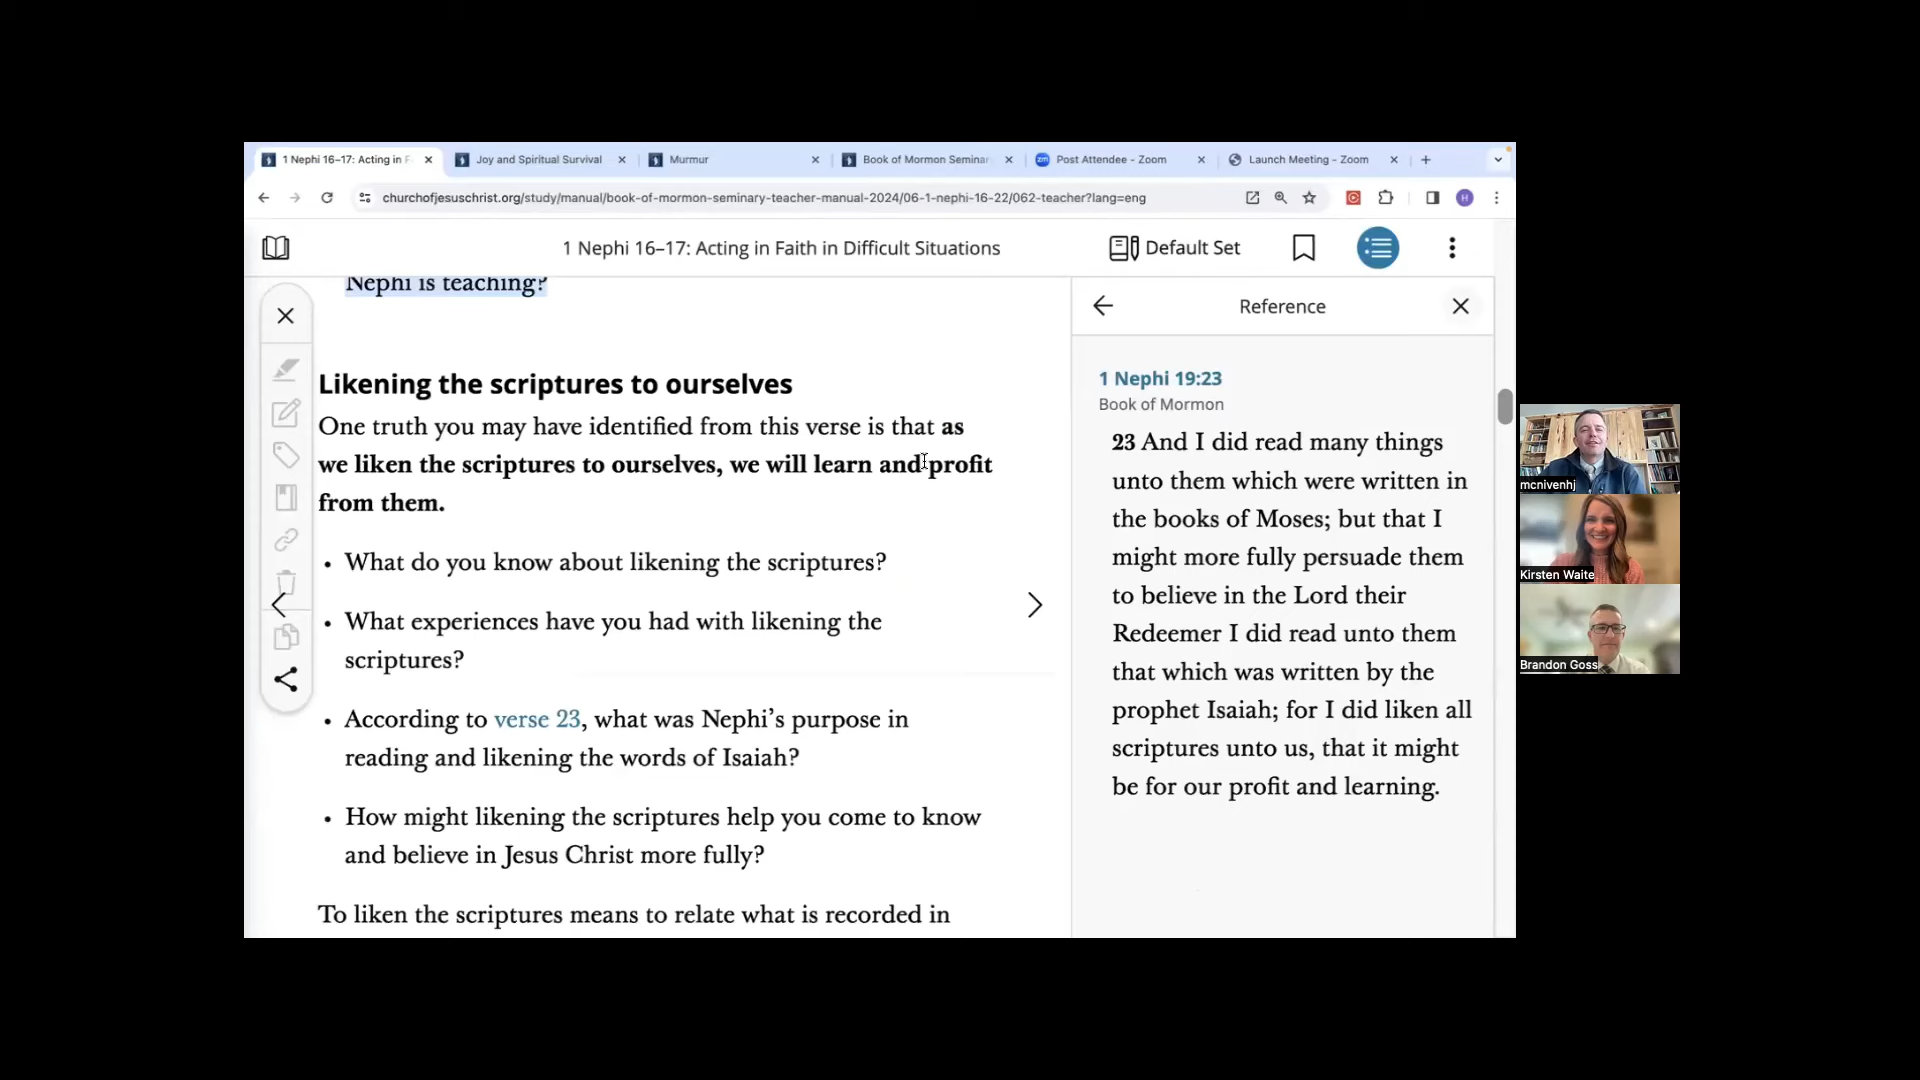 1 Nephi 16–17: Acting in F
Joy and Spiritual Survival
Murmur
Book of Mormon Seminar
zm
Post Attendee - Zoom
Launch Meeting - Zoom
churchofjesuschrist.org/study/manual/book-of-mormon-seminary-teacher-manual-2024/06-1-nephi-16-22/062-teacher?lang=eng
H
1 Nephi 16–17: Acting in Faith in Difficult Situations
Default Set
Nephi is teaching?
Likening the scriptures to ourselves
One truth you may have identified from this verse is that as
we liken the scriptures to ourselves, we will learn and profit
from them.
• What do you know about likening the scriptures?
• What experiences have you had with likening the
scriptures?
• According to verse 23, what was Nephi’s purpose in
reading and likening the words of Isaiah?
• How might likening the scriptures help you come to know
and believe in Jesus Christ more fully?
To liken the scriptures means to relate what is recorded in
Reference
1 Nephi 19:23
Book of Mormon
23 And I did read many things
unto them which were written in
the books of Moses; but that I
might more fully persuade them
to believe in the Lord their
Redeemer I did read unto them
that which was written by the
prophet Isaiah; for I did liken all
scriptures unto us, that it might
be for our profit and learning.
mcnivenhj
Kirsten Waite
Brandon Goss